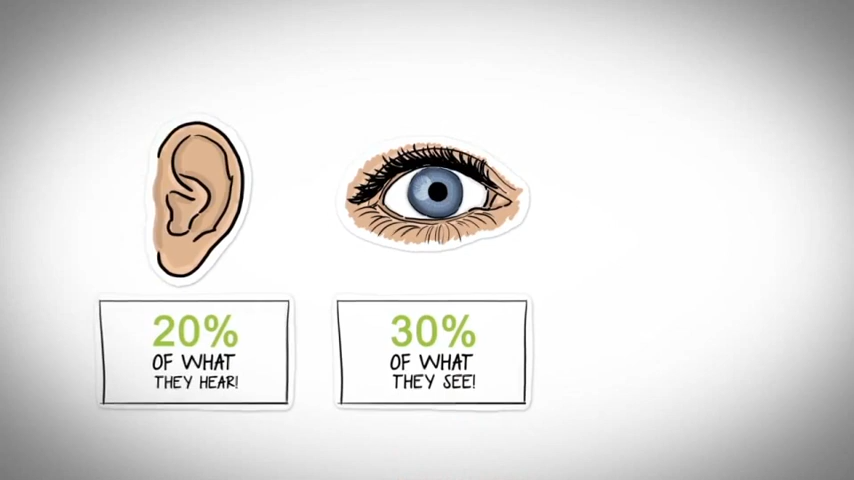 20%
OF WHAT
THEY HEAR!
30%
OF WHAT
THEY SEE!